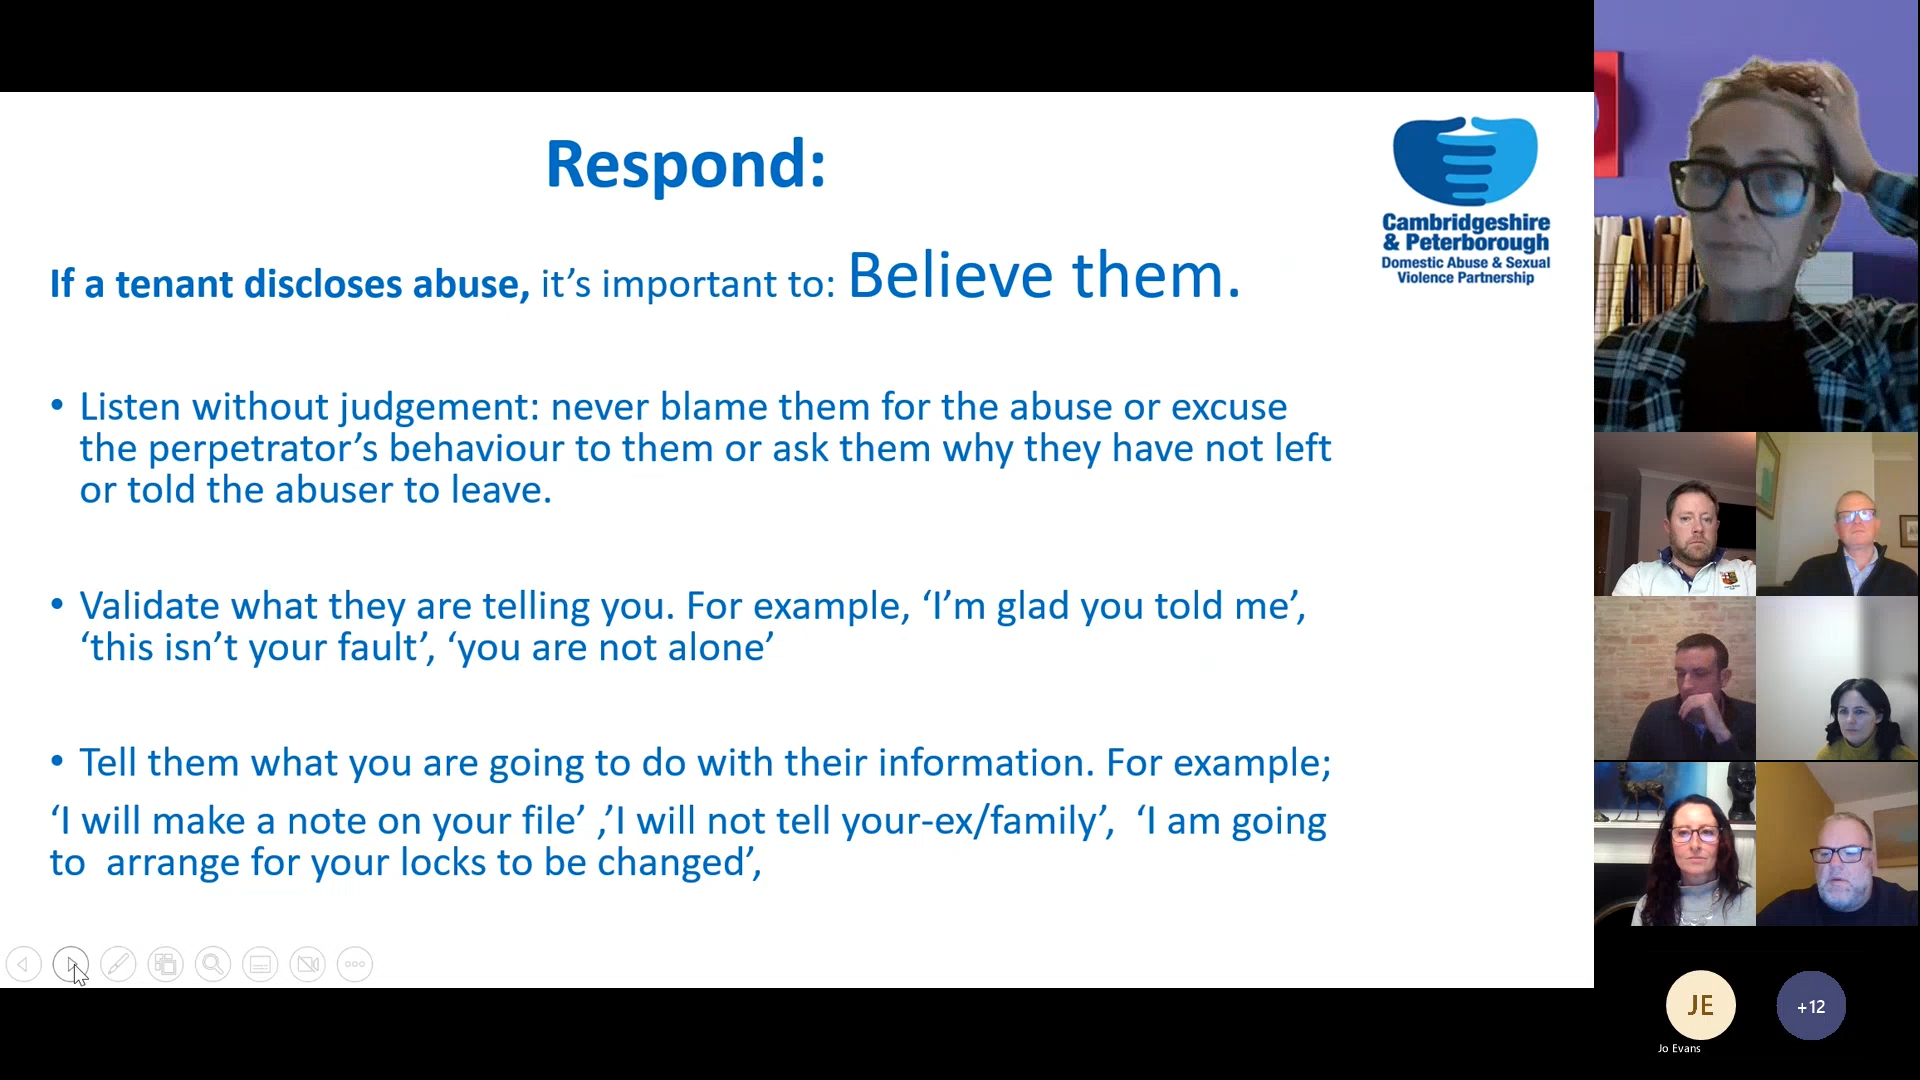 Respond:
If a tenant discloses abuse, it’s important to: Believe them.
• Listen without judgement: never blame them for the abuse or excuse
the perpetrator’s behaviour to them or ask them why they have not left
or told the abuser to leave.
• Validate what they are telling you. For example, ‘I’m glad you told me’,
‘this isn’t your fault’, ‘you are not alone’
• Tell them what you are going to do with their information. For example;
‘I will make a note on your file’ ,’I will not tell your-ex/family’,  ‘I am going
to  arrange for your locks to be changed’,
Cambridgeshire
& Peterborough
Domestic Abuse & Sexual
Violence Partnership
JE
Jo Evans
+12